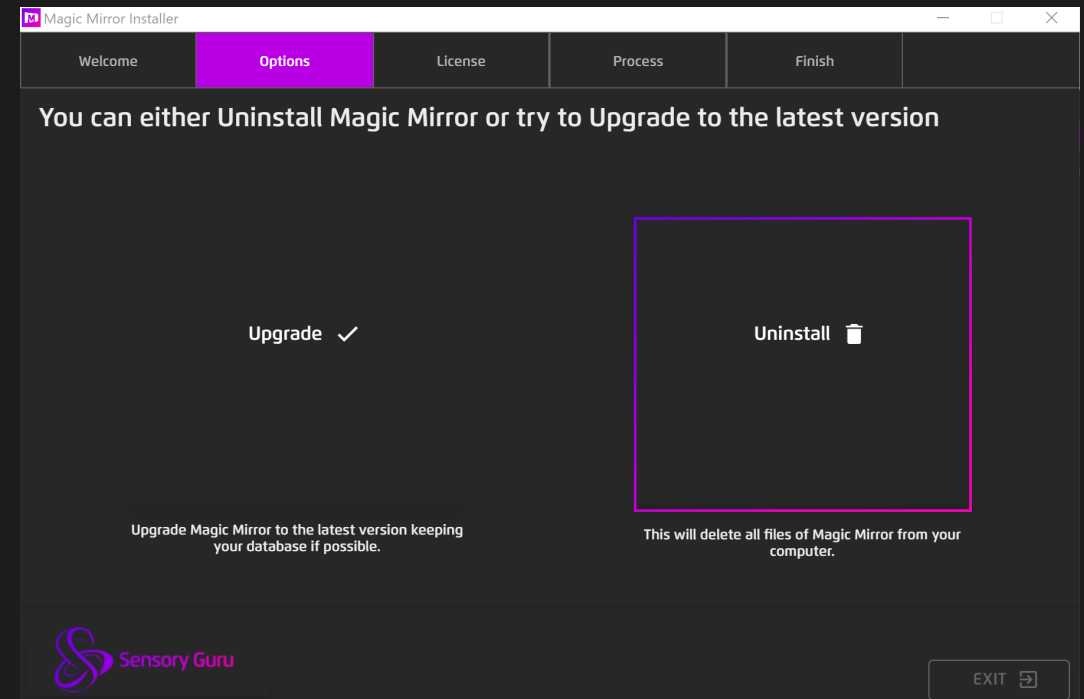 Magic Mirror Installer
Welcome
Options
License
Process
Finish
You can either Uninstall Magic Mirror or try to Upgrade to the latest version
Upgrade
Uninstall
Upgrade Magic Mirror to the latest version keeping
your database if possible.
This will delete all files of Magic Mirror from your
computer.
Sensory Guru
EXIT